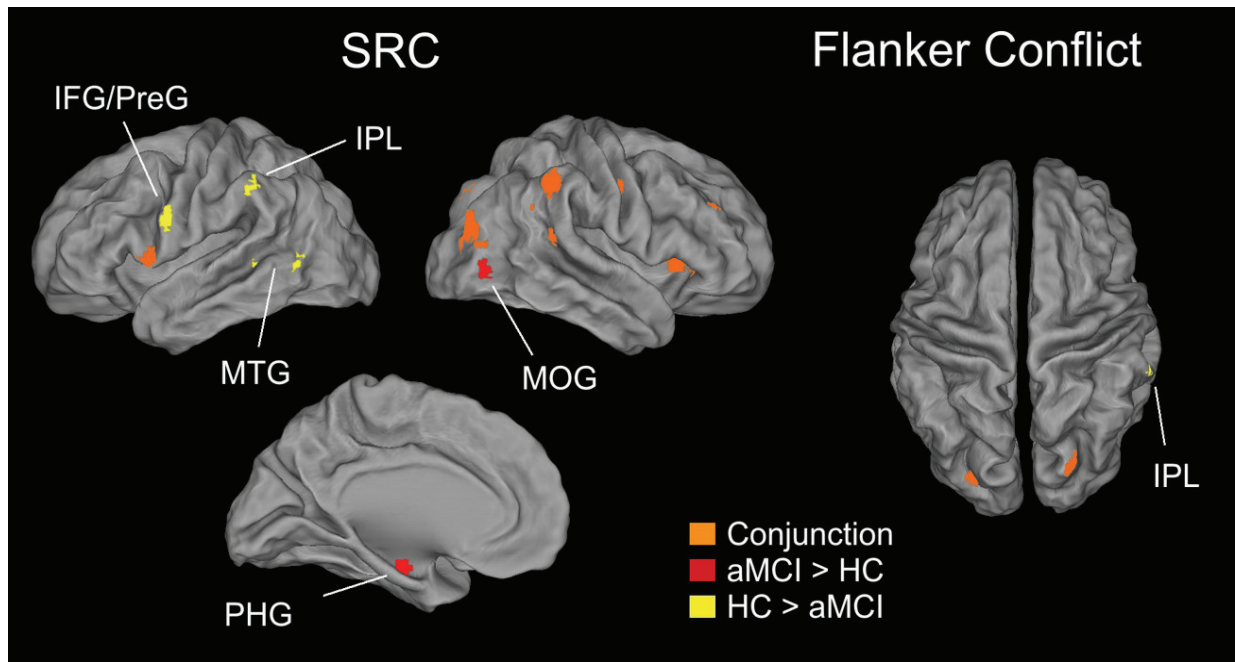 SRC
Flanker Conflict
IFG/PreG
IPL
MTG
MOG
IPL
PHG
Conjunction
aMCI > HC
HC > aMCI